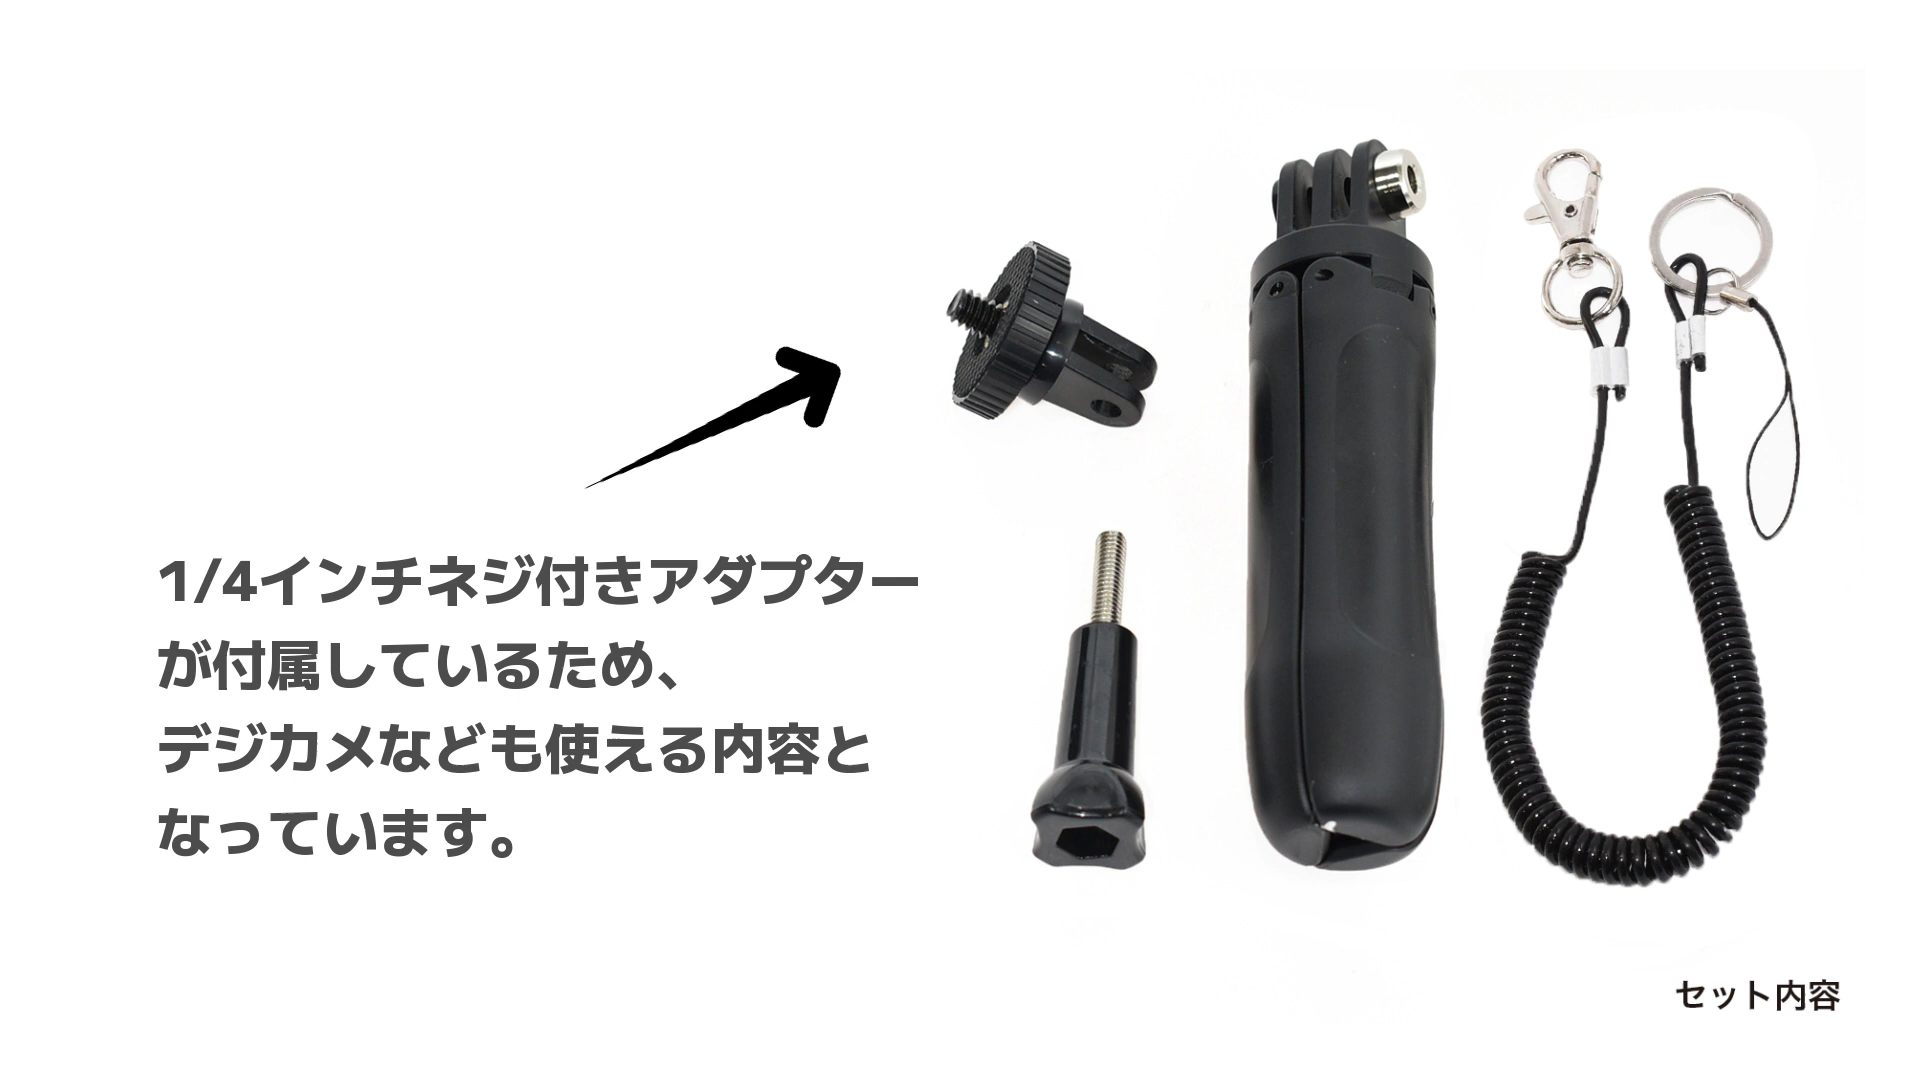 1/4インチネジ付きアダプター
が付属しているため、
デジカメなども使える内容と
なっています。
セット内容